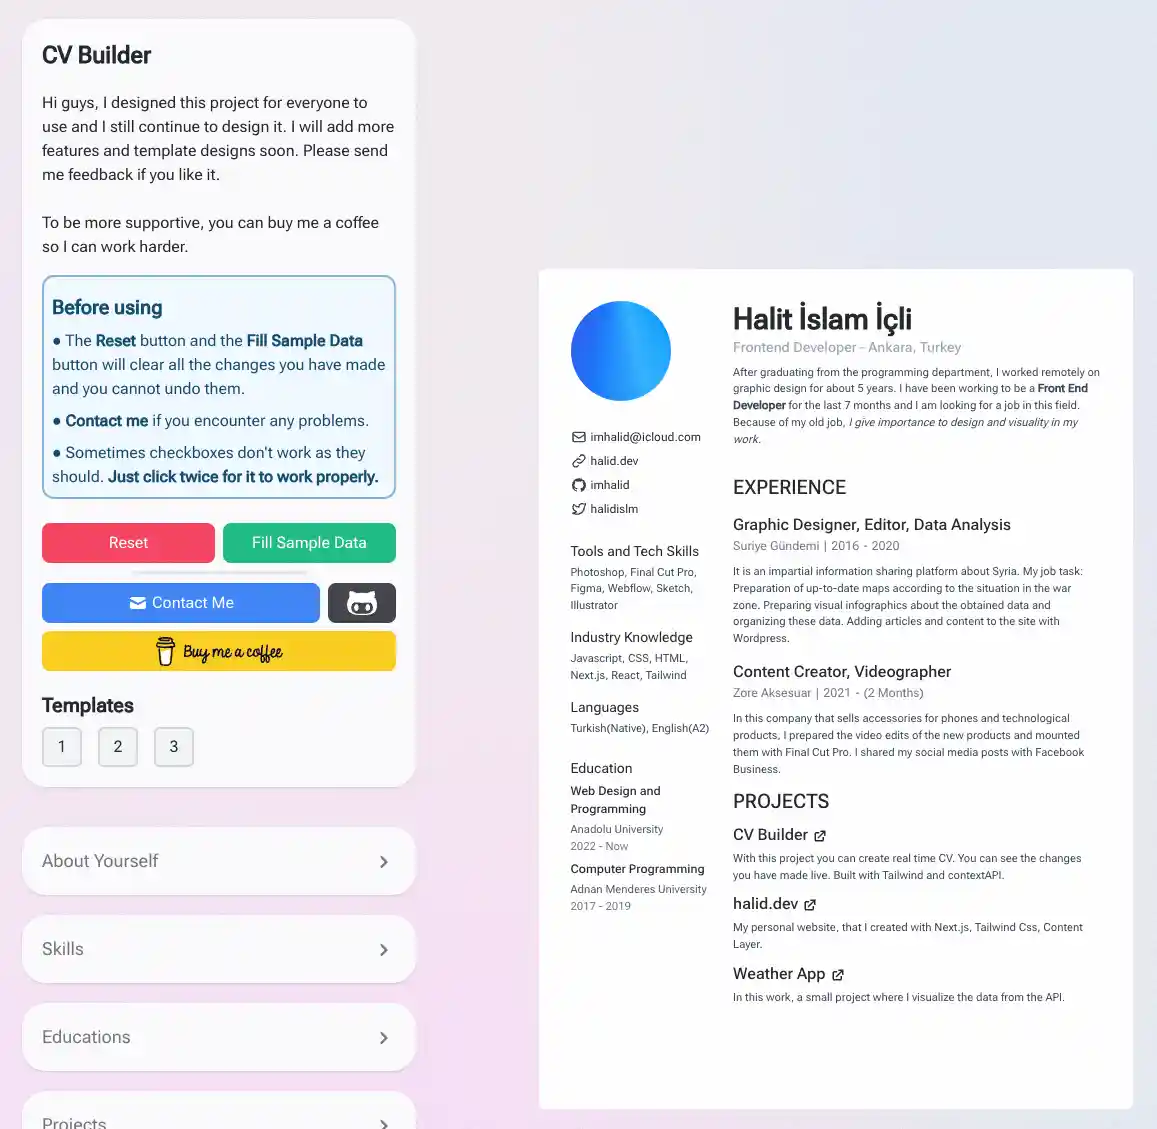 CV Builder
Hi guys, I designed this project for everyone to
use and I still continue to design it. I will add more
features and template designs soon. Please send
me feedback if you like it.
To be more supportive, you can buy me a coffee
so I can work harder.
Before using
● The Reset button and the Fill Sample Data
button will clear all the changes you have made
and you cannot undo them.
● Contact me if you encounter any problems.
● Sometimes checkboxes don't work as they
should. Just click twice for it to work properly.
Reset
Fill Sample Data
Contact Me
Buy me a coffee
Templates
1
2
3
About Yourself
Skills
Educations
Projects
imhalid@icloud.com
halid.dev
imhalid
halidislm
Tools and Tech Skills
Photoshop, Final Cut Pro,
Figma, Webflow, Sketch,
Illustrator
Industry Knowledge
Javascript, CSS, HTML,
Next.js, React, Tailwind
Languages
Turkish(Native), English(A2)
Education
Web Design and
Programming
Anadolu University
2022 - Now
Computer Programming
Adnan Menderes University
2017 - 2019
Halit İslam İçli
Frontend Developer - Ankara, Turkey
After graduating from the programming department, I worked remotely on
graphic design for about 5 years. I have been working to be a Front End
Developer for the last 7 months and I am looking for a job in this field.
Because of my old job, I give importance to design and visuality in my
work.
EXPERIENCE
Graphic Designer, Editor, Data Analysis
Suriye Gündemi | 2016 - 2020
It is an impartial information sharing platform about Syria. My job task:
Preparation of up-to-date maps according to the situation in the war
zone. Preparing visual infographics about the obtained data and
organizing these data. Adding articles and content to the site with
Wordpress.
Content Creator, Videographer
Zore Aksesuar | 2021 - (2 Months)
In this company that sells accessories for phones and technological
products, I prepared the video edits of the new products and mounted
them with Final Cut Pro. I shared my social media posts with Facebook
Business.
PROJECTS
CV Builder
With this project you can create real time CV. You can see the changes
you have made live. Built with Tailwind and contextAPI.
halid.dev
My personal website, that I created with Next.js, Tailwind Css, Content
Layer.
Weather App
In this work, a small project where I visualize the data from the API.